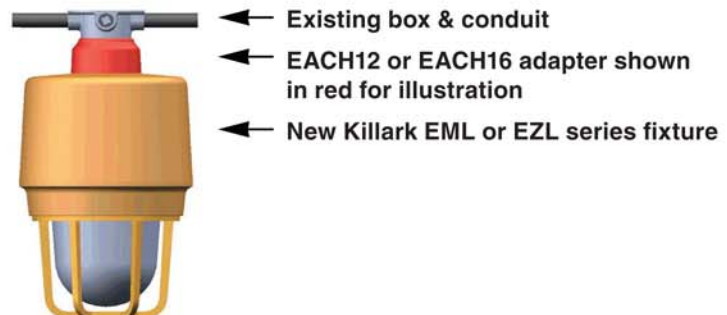 Existing box & conduit
EACH12 or EACH16 adapter shown
in red for illustration
New Killark EML or EZL series fixture